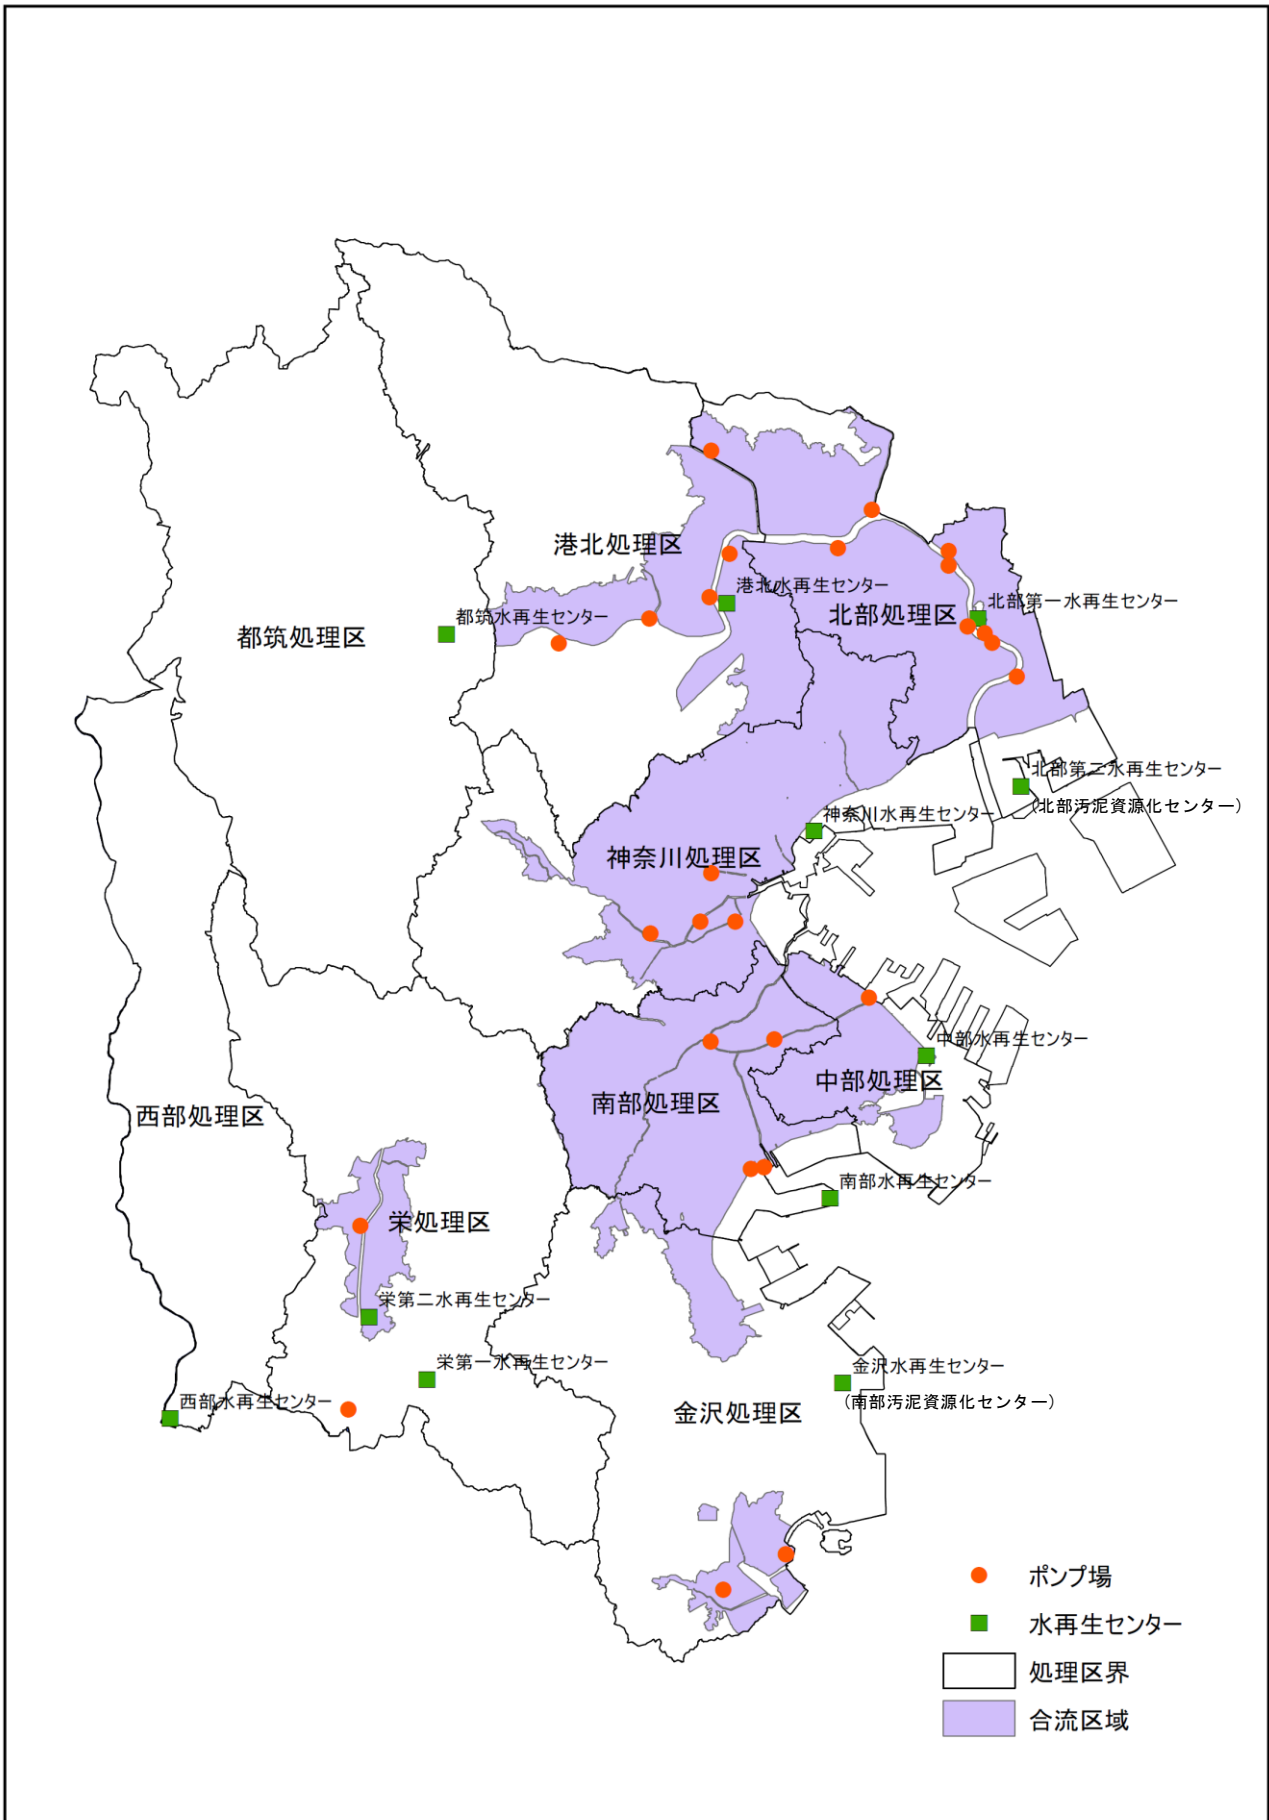 港北処理区
港北水再生センター
都筑水再生センター
北部第一水再生センター
北部処理区
都筑処理区
北部第二水再生センター
(北部汚泥資源化センター)
神奈川水再生センター
神奈川処理区
中部水再生センター
中部処理区
南部処理区
西部処理区
南部水再生センター
栄処理区
栄第二水再生センター
栄第一水再生センター
金沢水再生センター
(南部汚泥資源化センター)
西部水再生センター
金沢処理区
ポンプ場
水再生センター
処理区界
合流区域